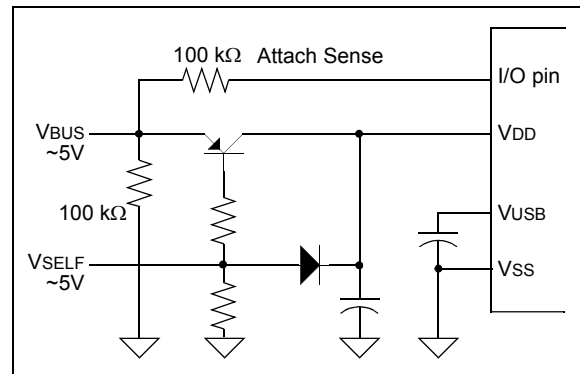 100 kΩ Attach Sense
I/O pin
VBUS
~5V
VDD
100 kΩ
VUSB
VSELF
~5V
VSS